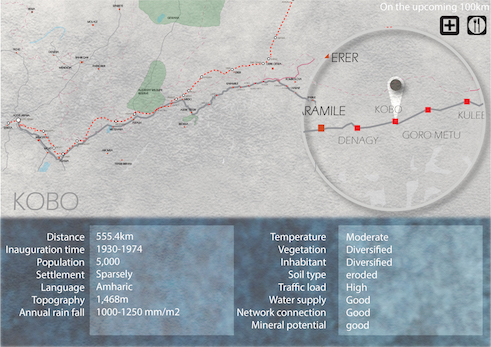 On the upcoming 100km
ERER
ARAMILE
KOBO
KULEE
DENAGY
GORO METU
KOBO
Distance 555.4km
Inauguration time 1930-1974
Population 5,000
Settlement Sparsely
Language Amharic
Topography 1,468m
Annual rain fall 1000-1250 mm/m2
Temperature Moderate
Vegetation Diversified
Inhabitant Diversified
Soil type eroded
Traffic load High
Water supply Good
Network connection Good
Mineral potential good